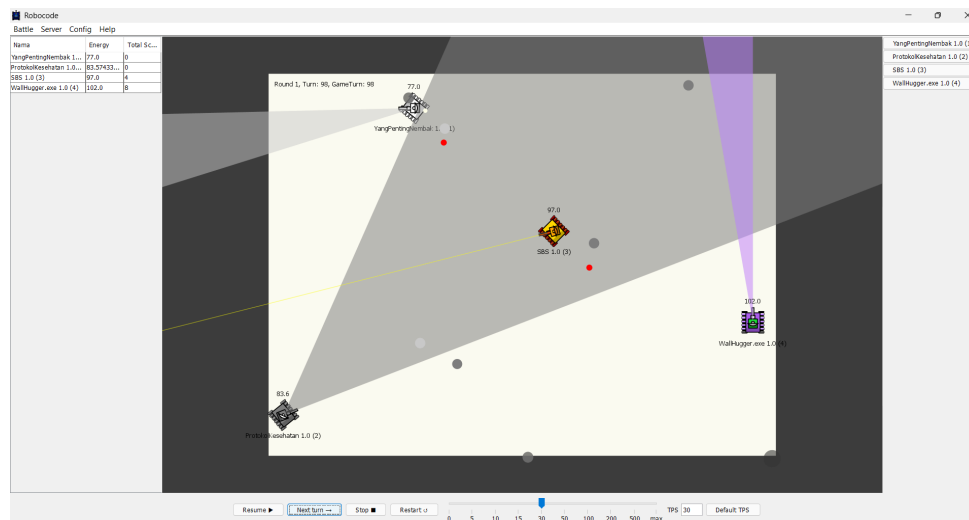 Robocode
Battle Server Config Help
Name Energy Total Sc...
YangPentingNembak 1... 77.0 0
ProtokolKesehatan 1.0... 83.57433... 0
SBS 1.0 (3) 97.0 4
WallHugger.exe 1.0 (4) 102.0 8
Round 1, Turn: 98, GameTurn: 98
77.0
YangPentingNembak 1.0 (1)
97.0
SBS 1.0 (3)
102.0
WallHugger.exe 1.0 (4)
83.6
ProtokolKesehatan 1.0 (2)
YangPentingNembak 1.0 (1)
ProtokolKesehatan 1.0 (2)
SBS 1.0 (3)
WallHugger.exe 1.0 (4)
Resume Next turn → Stop Restart TPS 30 Default TPS
0 5 10 15 30 50 100 200 500 max